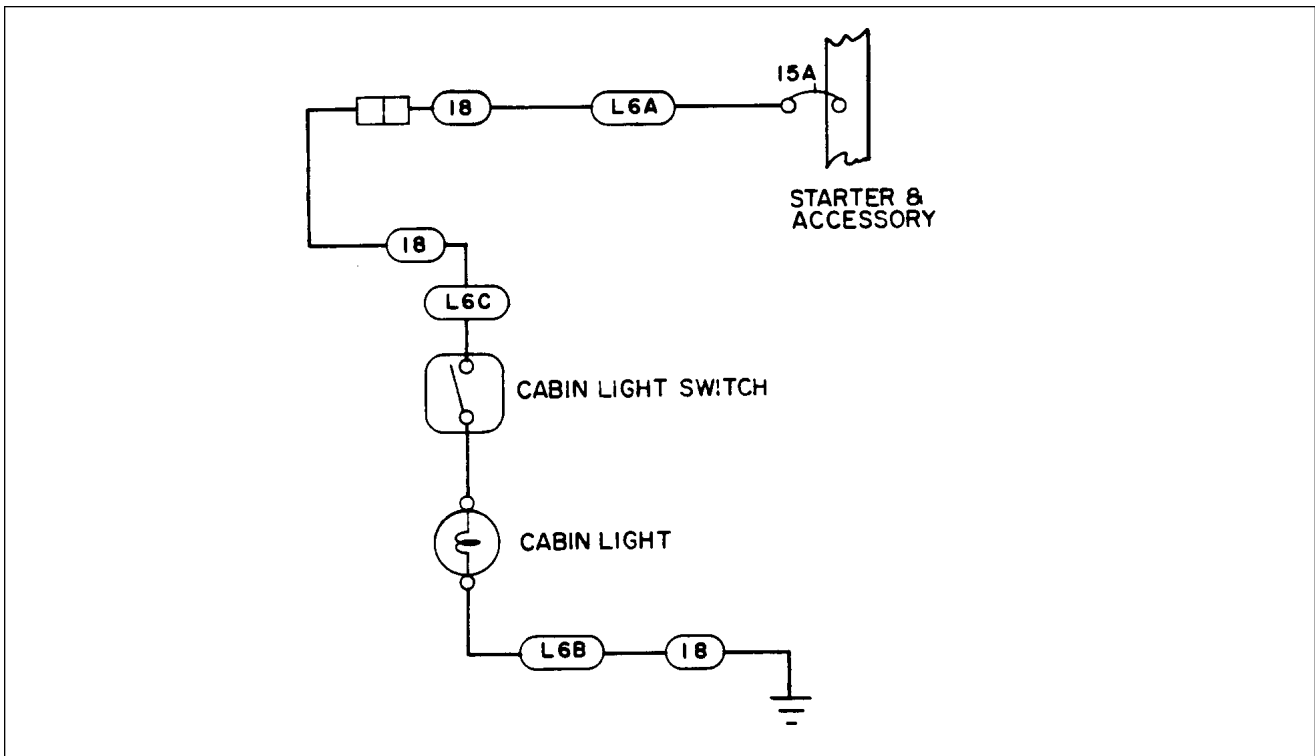 15A
18
L6A
STARTER &
ACCESSORY
18
L6C
CABIN LIGHT SWITCH
CABIN LIGHT
L6B
18